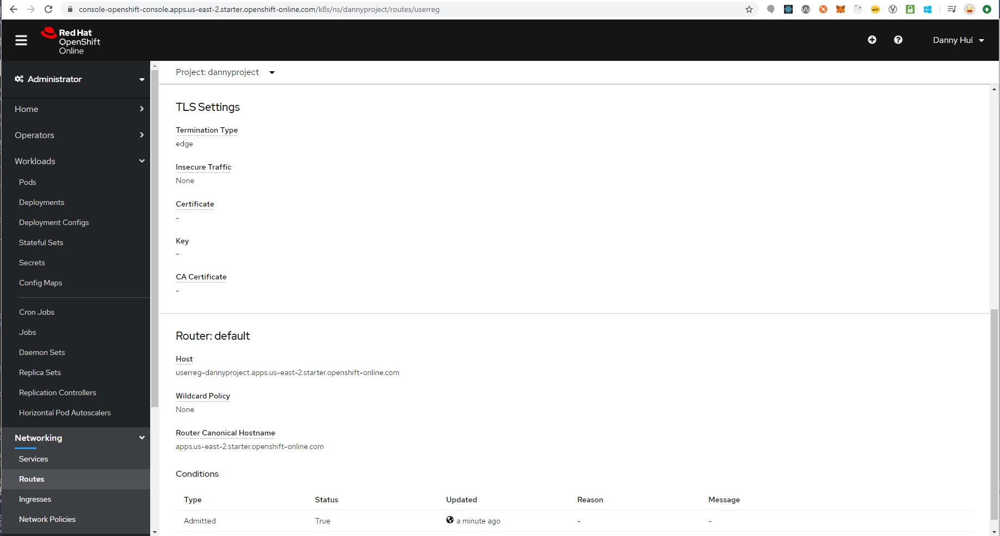 console-openshift-console.apps.us-east-2.starter.openshift-online.com/k8s/ns/dannyproject/routes/userreg
Red Hat
OpenShift
Online
Danny Hui
Administrator
Home
Operators
Workloads
Pods
Deployments
Deployment Configs
Stateful Sets
Secrets
Config Maps
Cron Jobs
Jobs
Daemon Sets
Replica Sets
Replication Controllers
Horizontal Pod Autoscalers
Networking
Services
Routes
Ingresses
Network Policies
Project: dannyproject
TLS Settings
Termination Type
edge
Insecure Traffic
None
Certificate
-
Key
-
CA Certificate
-
Router: default
Host
userreg-dannyproject.apps.us-east-2.starter.openshift-online.com
Wildcard Policy
None
Router Canonical Hostname
apps.us-east-2.starter.openshift-online.com
Conditions
Type Status Updated Reason Message
Admitted True a minute ago - -